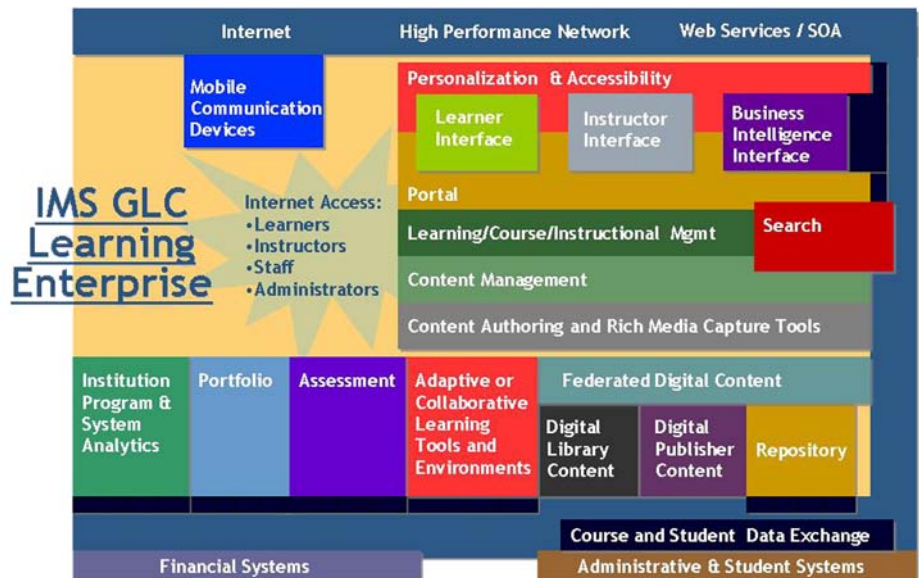 Internet
High Performance Network
Web Services / SOA
Mobile
Communication
Devices
Personalization & Accessibility
Learner
Interface
Instructor
Interface
Business
Intelligence
Interface
IMS GLC
Learning
Enterprise
Internet Access:
•Learners
•Instructors
•Staff
•Administrators
Portal
Learning/Course/Instructional Mgmt
Search
Content Management
Content Authoring and Rich Media Capture Tools
Institution
Program &
System
Analytics
Portfolio
Assessment
Adaptive or
Collaborative
Learning
Tools and
Environments
Federated Digital Content
Digital
Library
Content
Digital
Publisher
Content
Repository
Course and Student Data Exchange
Financial Systems
Administrative & Student Systems